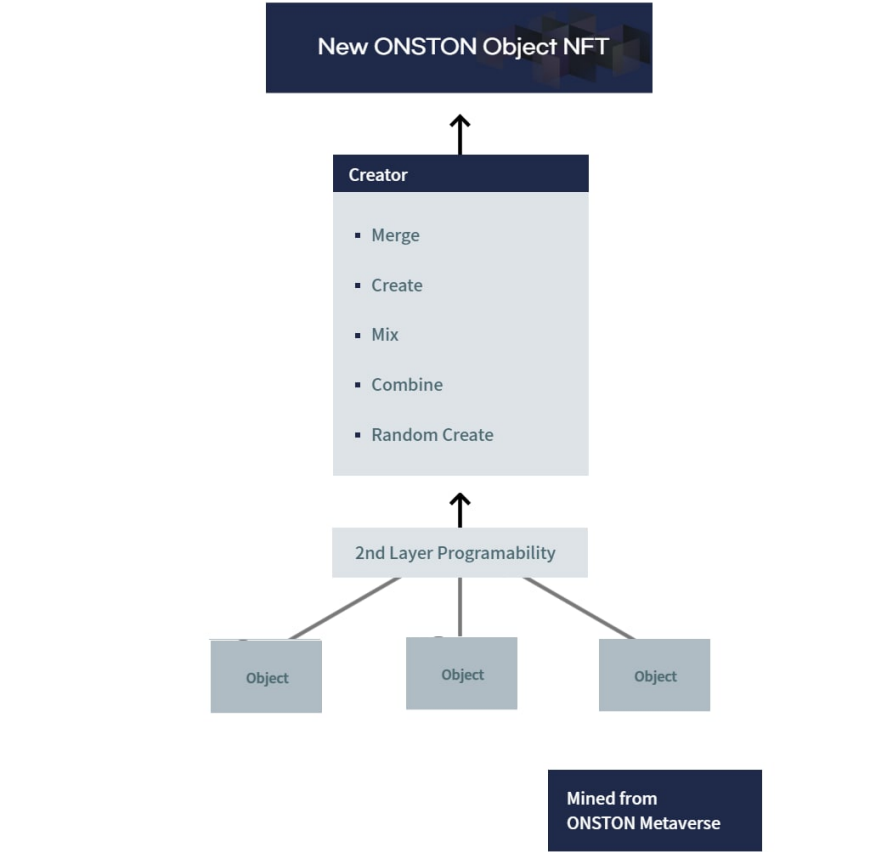 New ONSTON Object NFT
Creator
▪ Merge
▪ Create
▪ Mix
▪ Combine
▪ Random Create
2nd Layer Programability
Object
Object
Object
Mined from
ONSTON Metaverse